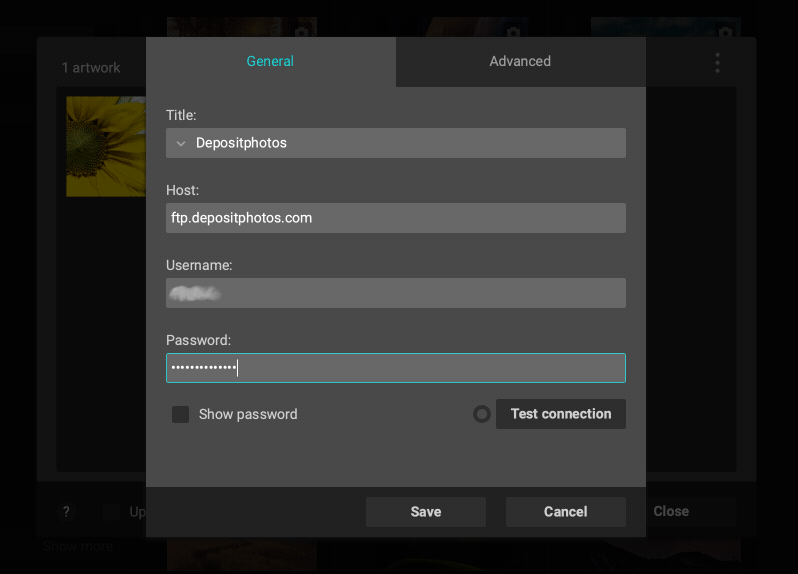 1 artwork
General
Advanced
Title:
Depositphotos
Host:
ftp.depositphotos.com
Username:
Password:
••••••••••••••
Show password
Test connection
? Up
Save
Cancel
Close
Show more